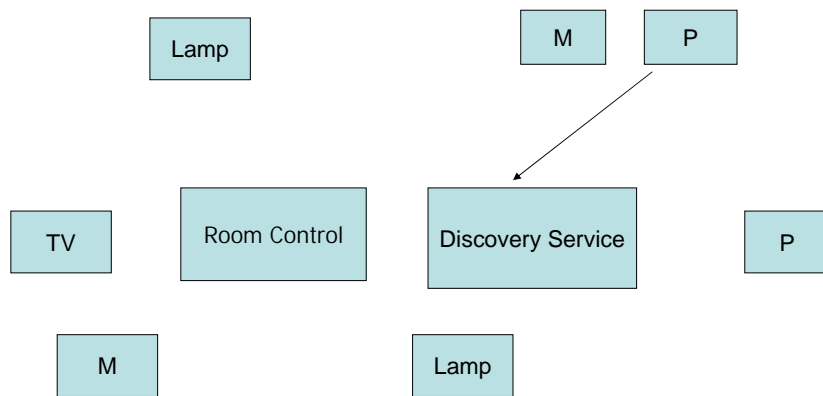 Lamp
M
P
TV
Room Control
Discovery Service
P
M
Lamp